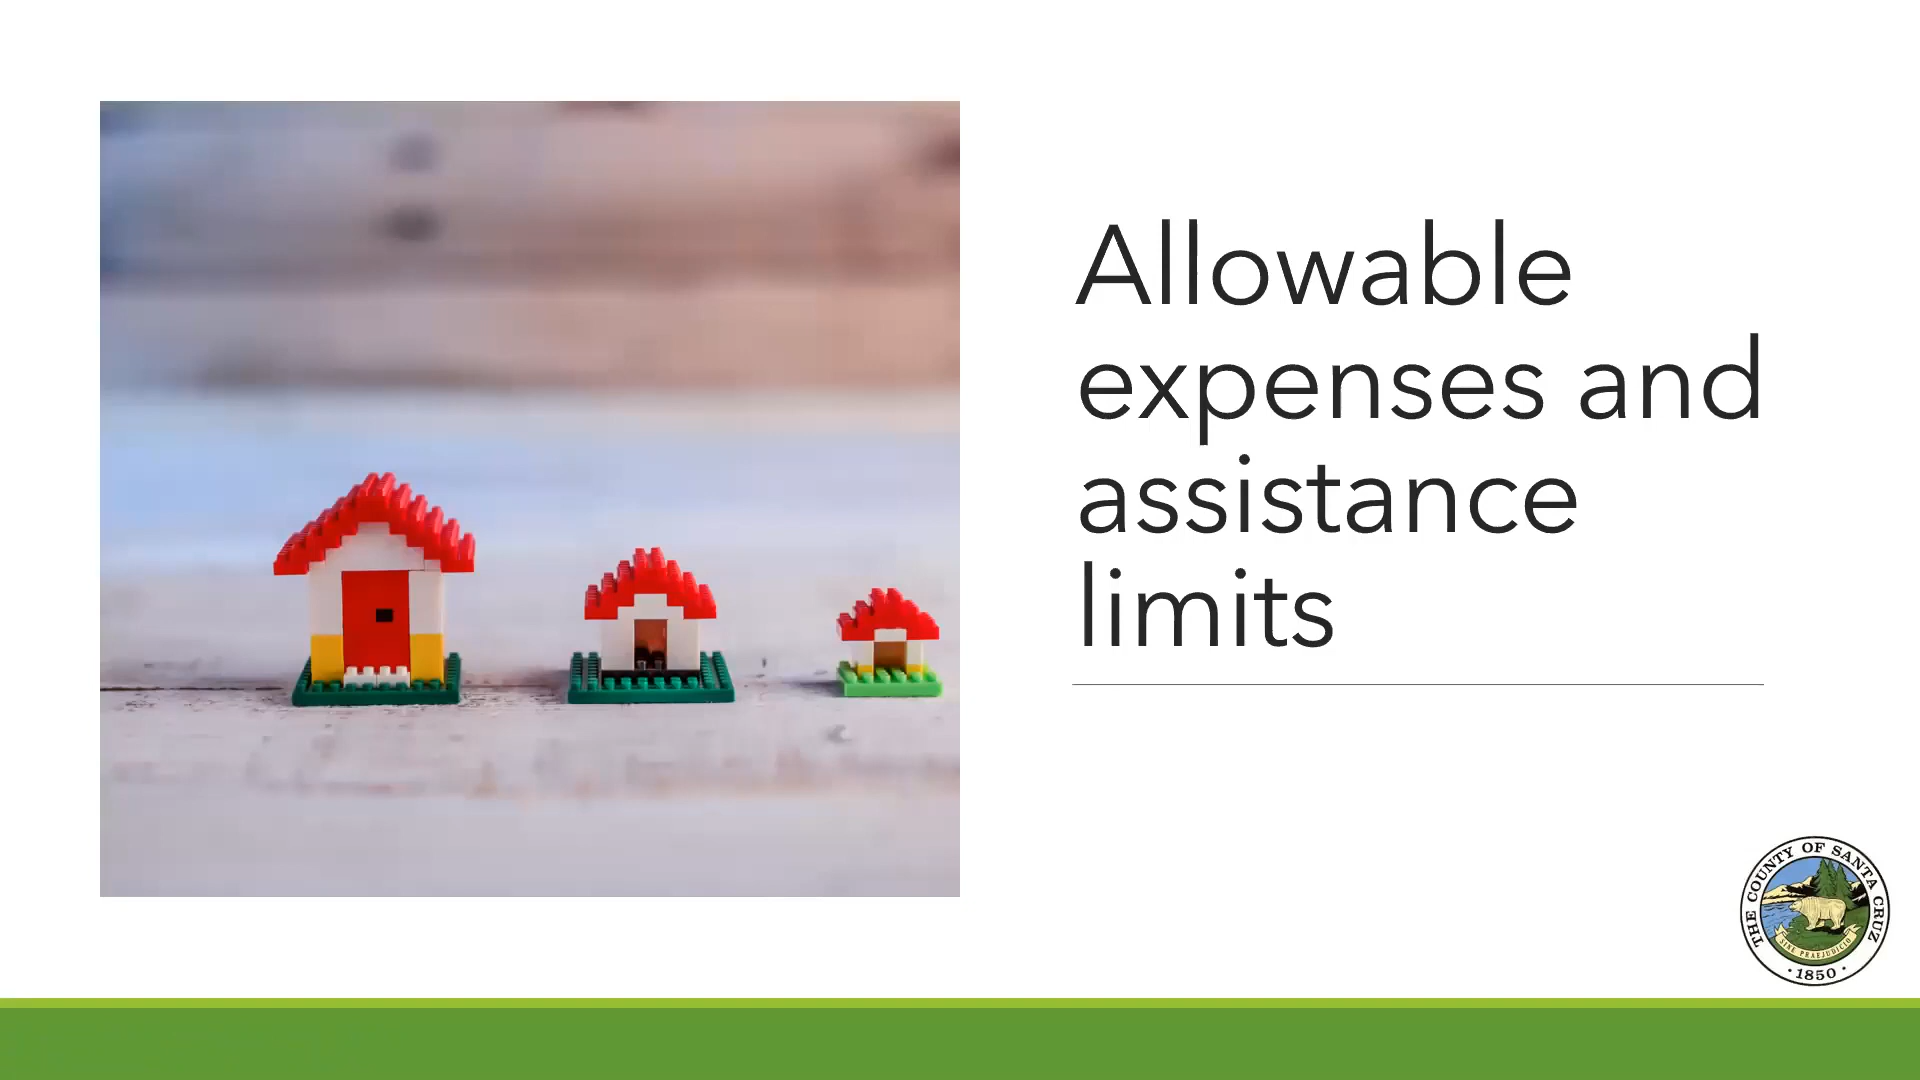 Allowable
expenses and
assistance
limits
THE COUNTY OF SANTA CRUZ
SINE PRAEJUDICIO
· 1850 ·